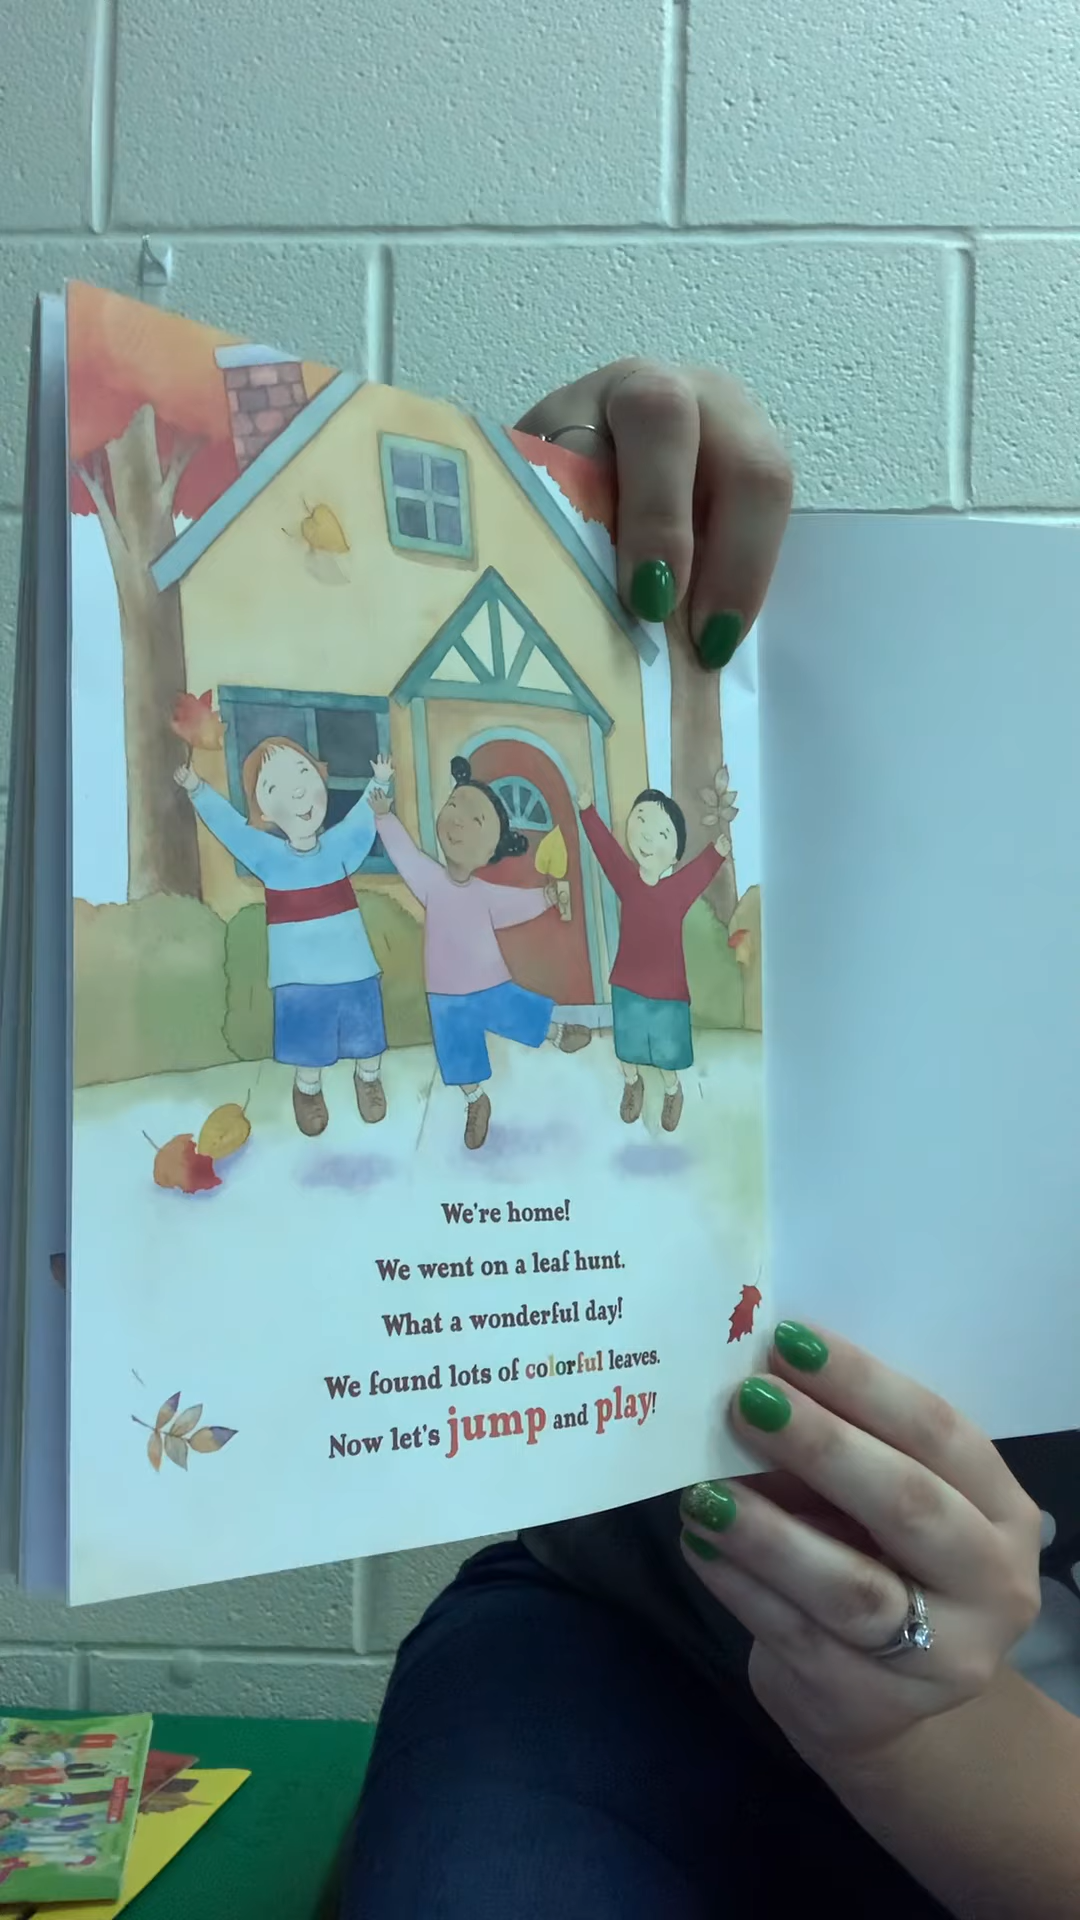 We're home!
We went on a leaf hunt.
What a wonderful day!
We found lots of colorful leaves.
Now let's jump and play!